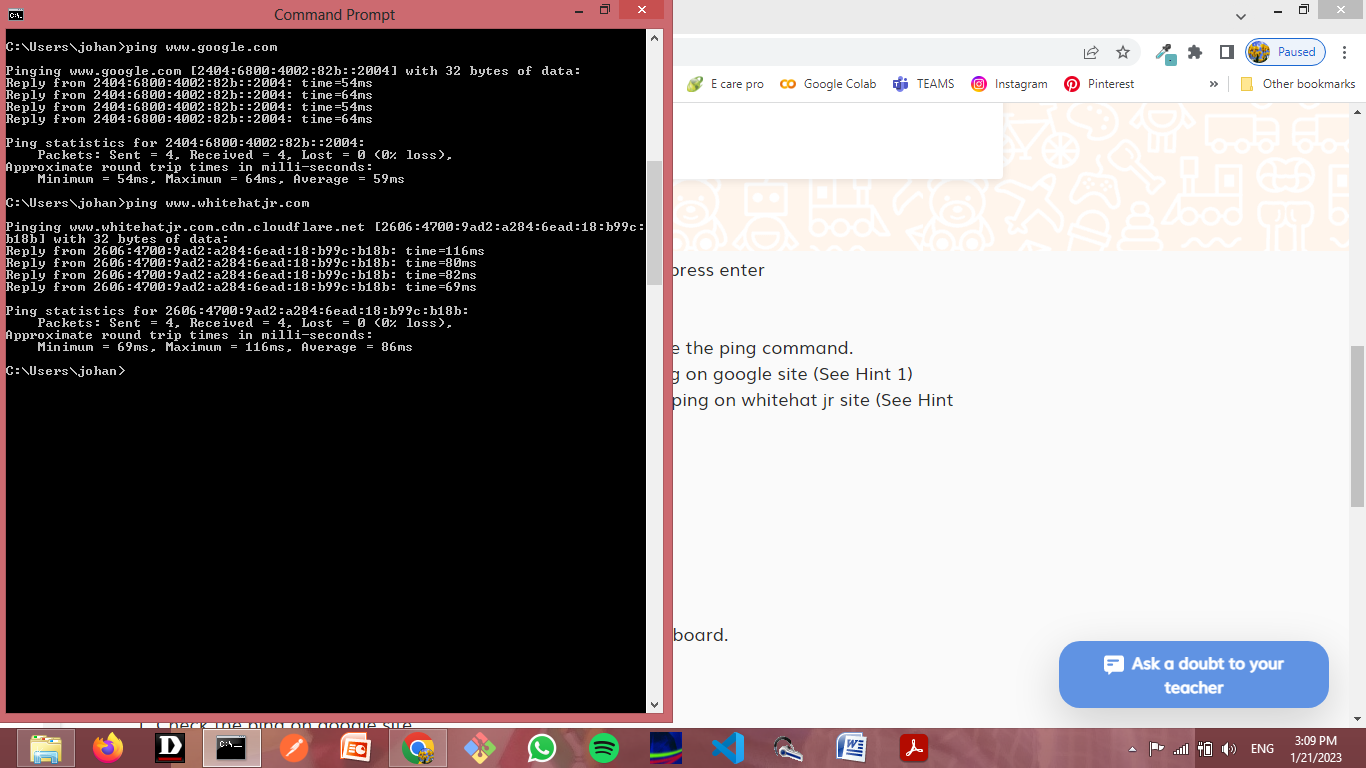 Command Prompt
C:\Users\johan>ping www.google.com
Pinging www.google.com [2404:6800:4002:82b::2004] with 32 bytes of data:
Reply from 2404:6800:4002:82b::2004: time=54ms
Reply from 2404:6800:4002:82b::2004: time=64ms
Reply from 2404:6800:4002:82b::2004: time=54ms
Reply from 2404:6800:4002:82b::2004: time=64ms
Ping statistics for 2404:6800:4002:82b::2004:
Packets: Sent = 4, Received = 4, Lost = 0 (0% loss),
Approximate round trip times in milli-seconds:
Minimum = 54ms, Maximum = 64ms, Average = 59ms
C:\Users\johan>ping www.whitehatjr.com
Pinging www.whitehatjr.com.cdn.cloudflare.net [2606:4700:9ad2:a284:6ead:18:b99c:
b18b] with 32 bytes of data:
Reply from 2606:4700:9ad2:a284:6ead:18:b99c:b18b: time=116ms
Reply from 2606:4700:9ad2:a284:6ead:18:b99c:b18b: time=80ms
Reply from 2606:4700:9ad2:a284:6ead:18:b99c:b18b: time=82ms
Reply from 2606:4700:9ad2:a284:6ead:18:b99c:b18b: time=69ms
Ping statistics for 2606:4700:9ad2:a284:6ead:18:b99c:b18b:
Packets: Sent = 4, Received = 4, Lost = 0 (0% loss),
Approximate round trip times in milli-seconds:
Minimum = 69ms, Maximum = 116ms, Average = 86ms
C:\Users\johan>
Paused
E care pro Google Colab TEAMS Instagram Pinterest » Other bookmarks
press enter
e the ping command.
g on google site (See Hint 1)
ping on whitehat jr site (See Hint
board.
Ask a doubt to your
teacher
1. Check the ping on google site
ENG
3:09 PM
1/21/2023